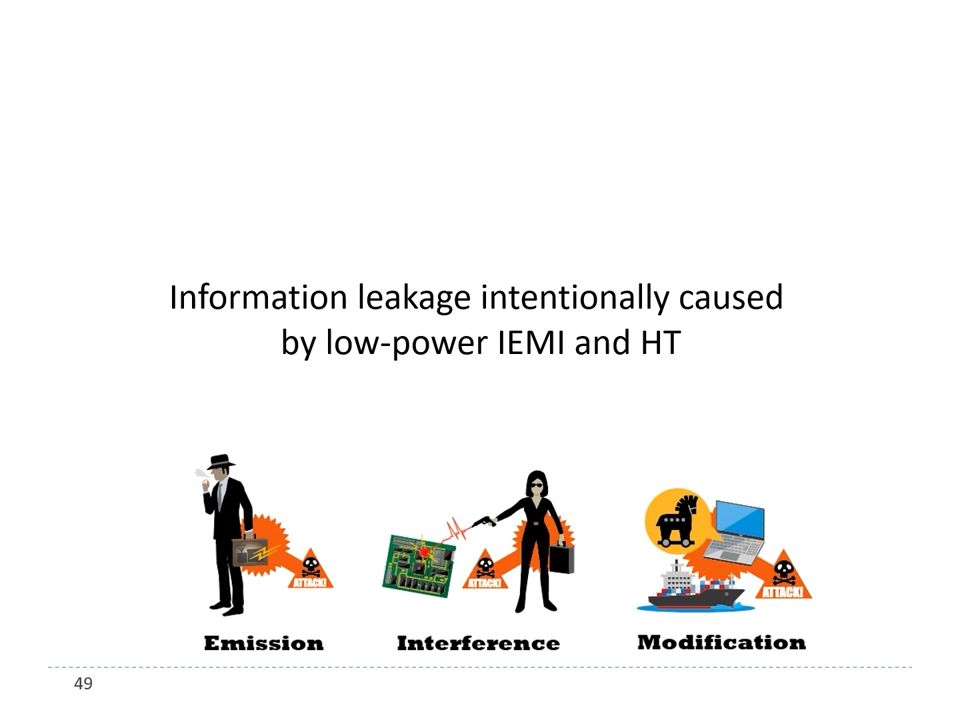 Information leakage intentionally caused
by low-power IEMI and HT
ATTACK!
ATTACK!
ATTACK!
Emission
Interference
Modification
49